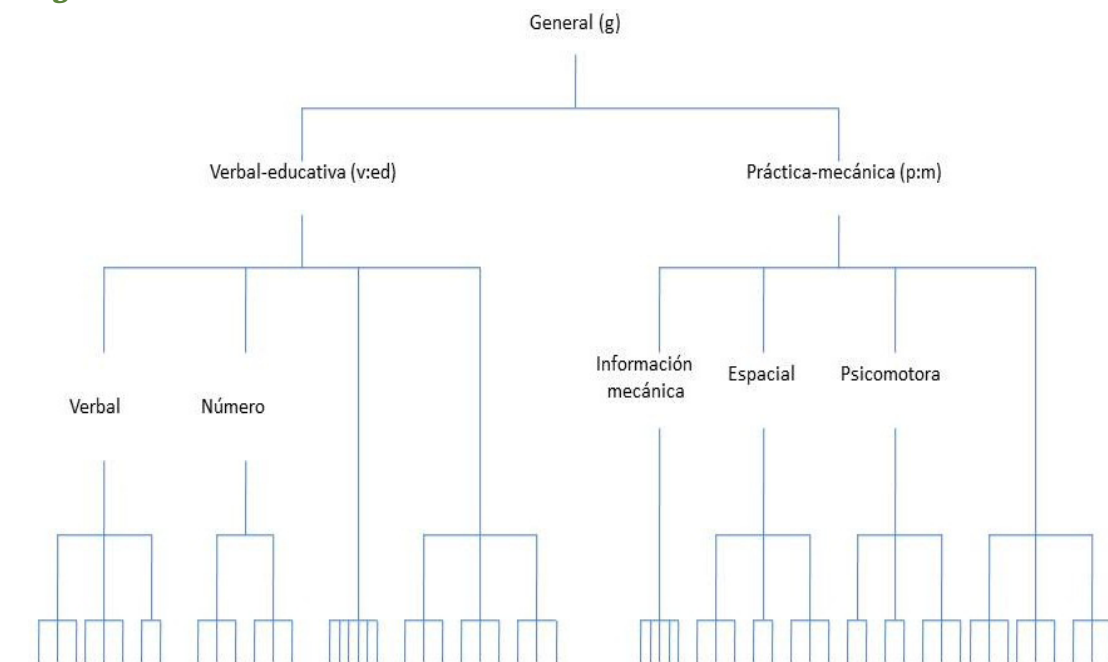 General (g)
Verbal-educativa (v:ed)
Práctica-mecánica (p:m)
Verbal
Número
Información
mecánica
Espacial
Psicomotora